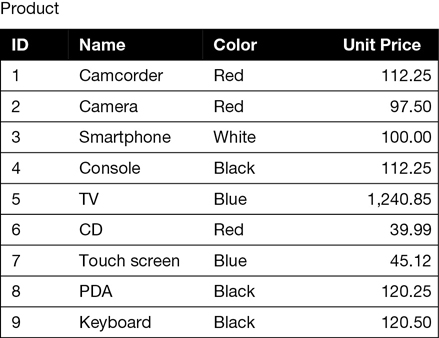 Product
ID Name Color Unit Price
1 Camcorder Red 112.25
2 Camera Red 97.50
3 Smartphone White 100.00
4 Console Black 112.25
5 TV Blue 1,240.85
6 CD Red 39.99
7 Touch screen Blue 45.12
8 PDA Black 120.25
9 Keyboard Black 120.50